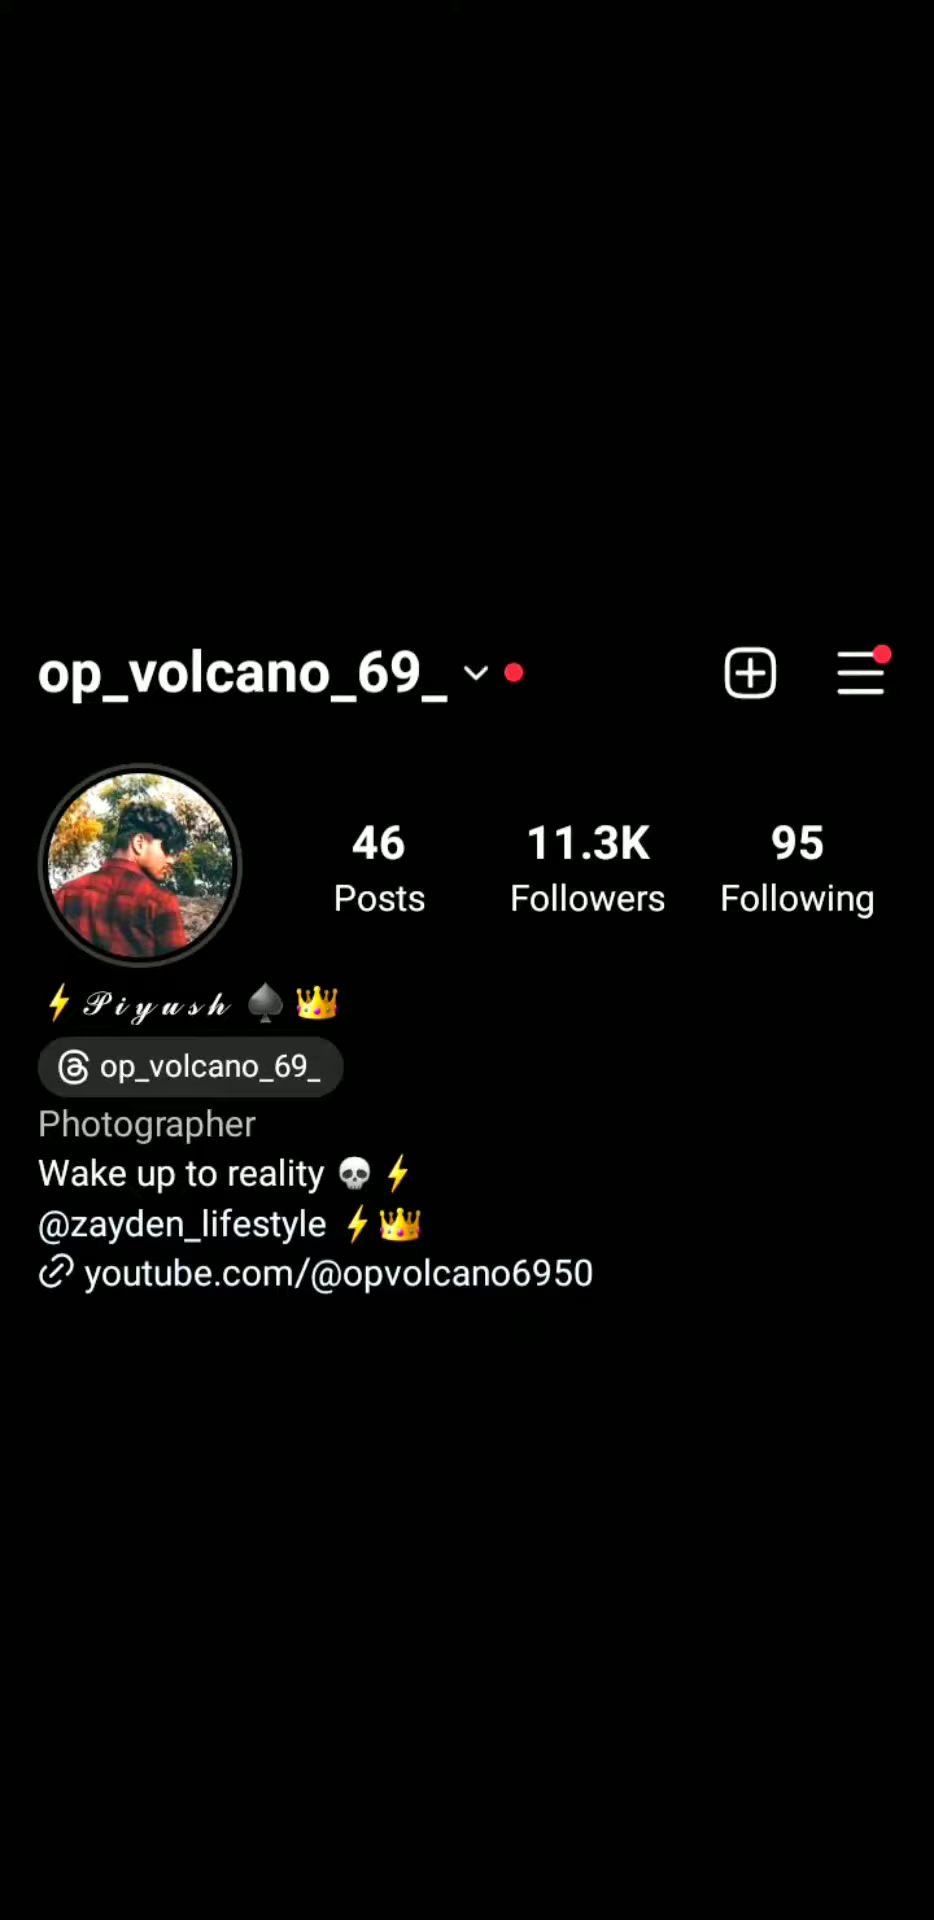 op_volcano_69_
46 11.3K 95
Posts Followers Following
⚡ 𝒫𝒾𝓎𝓊𝓈𝒽 ♠️ 👑
op_volcano_69_
Photographer
Wake up to reality 💀⚡
@zayden_lifestyle ⚡👑
youtube.com/@opvolcano6950